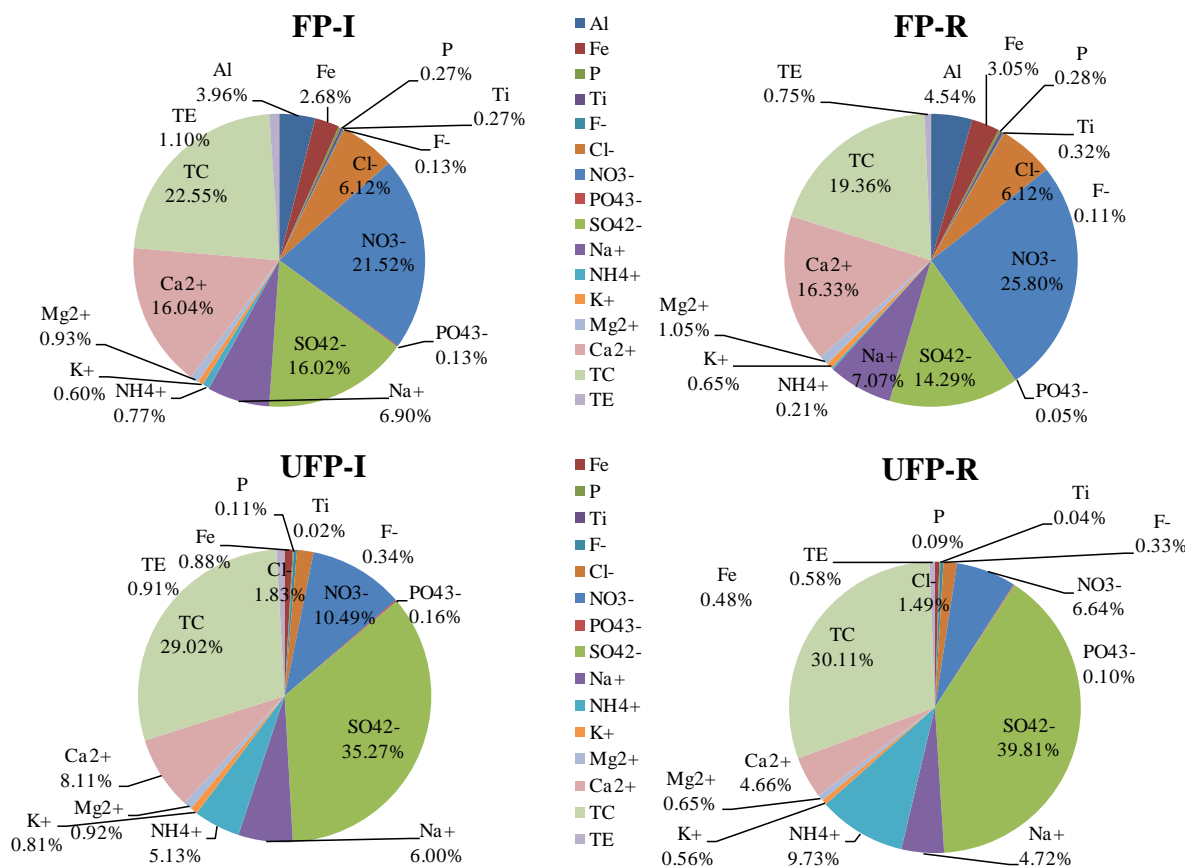 FP-I
Al
3.96%
Fe
2.68%
P
0.27%
Ti
0.27%
F-
0.13%
Cl-
6.12%
NO3-
21.52%
PO43-
0.13%
SO42-
16.02%
Na+
6.90%
NH4+
0.77%
K+
0.60%
Mg2+
0.93%
Ca2+
16.04%
TC
22.55%
TE
1.10%
Al
Fe
P
Ti
F-
Cl-
NO3-
PO43-
SO42-
Na+
NH4+
K+
Mg2+
Ca2+
TC
TE
FP-R
Al
4.54%
Fe
3.05%
P
0.28%
Ti
0.32%
Cl-
6.12%
F-
0.11%
NO3-
25.80%
PO43-
0.05%
SO42-
14.29%
Na+
7.07%
NH4+
0.21%
K+
0.65%
Mg2+
1.05%
Ca2+
16.33%
TC
19.36%
TE
0.75%
UFP-I
Fe
0.88%
P
0.11%
Ti
0.02%
F-
0.34%
Cl-
1.83%
NO3-
10.49%
PO43-
0.16%
SO42-
35.27%
Na+
6.00%
NH4+
5.13%
K+
0.81%
Mg2+
0.92%
Ca2+
8.11%
TC
29.02%
TE
0.91%
Fe
P
Ti
F-
Cl-
NO3-
PO43-
SO42-
Na+
NH4+
K+
Mg2+
Ca2+
TC
TE
UFP-R
Fe
0.48%
P
0.09%
Ti
0.04%
F-
0.33%
Cl-
1.49%
NO3-
6.64%
PO43-
0.10%
SO42-
39.81%
Na+
4.72%
NH4+
9.73%
K+
0.56%
Mg2+
0.65%
Ca2+
4.66%
TC
30.11%
TE
0.58%